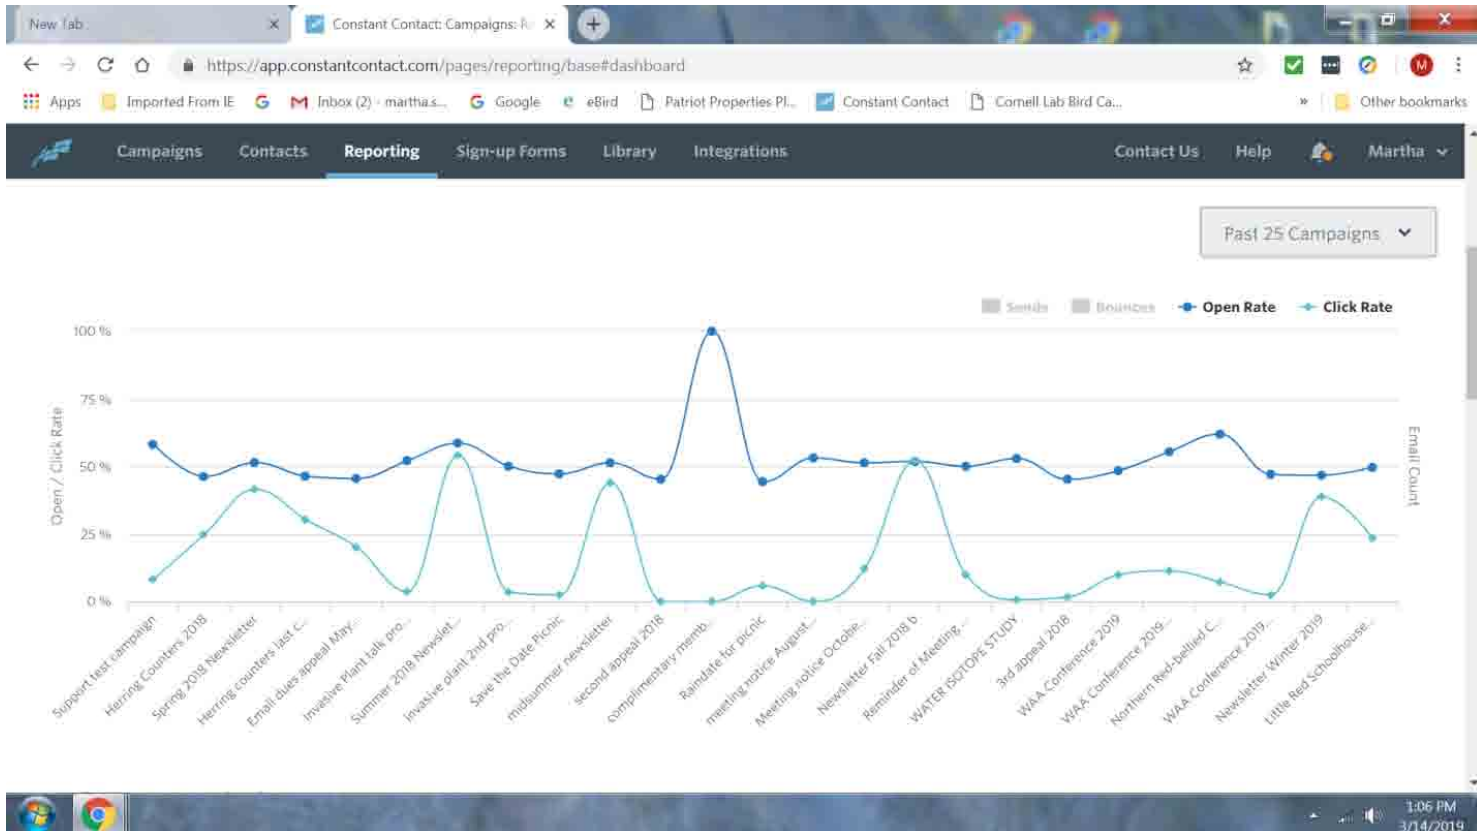 New Tab
Constant Contact: Campaigns: R
https://app.constantcontact.com/pages/reporting/base#dashboard
M
Apps Imported From IE Inbox (2) - martha.s... Google eBird Patriot Properties Pl... Constant Contact Cornell Lab Bird Ca... » Other bookmarks
Campaigns Contacts Reporting Sign-up Forms Library Integrations Contact Us Help Martha
Past 25 Campaigns
Sends Bounces Open Rate Click Rate
100 %
75 %
50 %
25 %
0 %
Open / Click Rate
Email Count
Support test campaign
Herring Counters 2018
Spring 2018 Newsletter
Herring counters last c...
Email dues appeal May...
Invasive Plant talk pro...
Summer 2018 Newslet...
invasive plant 2nd pro...
Save the Date Picnic
midsummer newsletter
second appeal 2018
complimentary memb...
Raindate for picnic
meeting notice August...
Meeting notice Octobe...
Newsletter Fall 2018 b
Reminder of Meeting ...
WATER ISOTOPE STUDY
3rd appeal 2018
WAA Conference 2019
WAA Conference 2019...
Northern Red-bellied C...
WAA Conference 2019...
Newsletter Winter 2019
Little Red Schoolhouse...
1:06 PM
3/14/2019